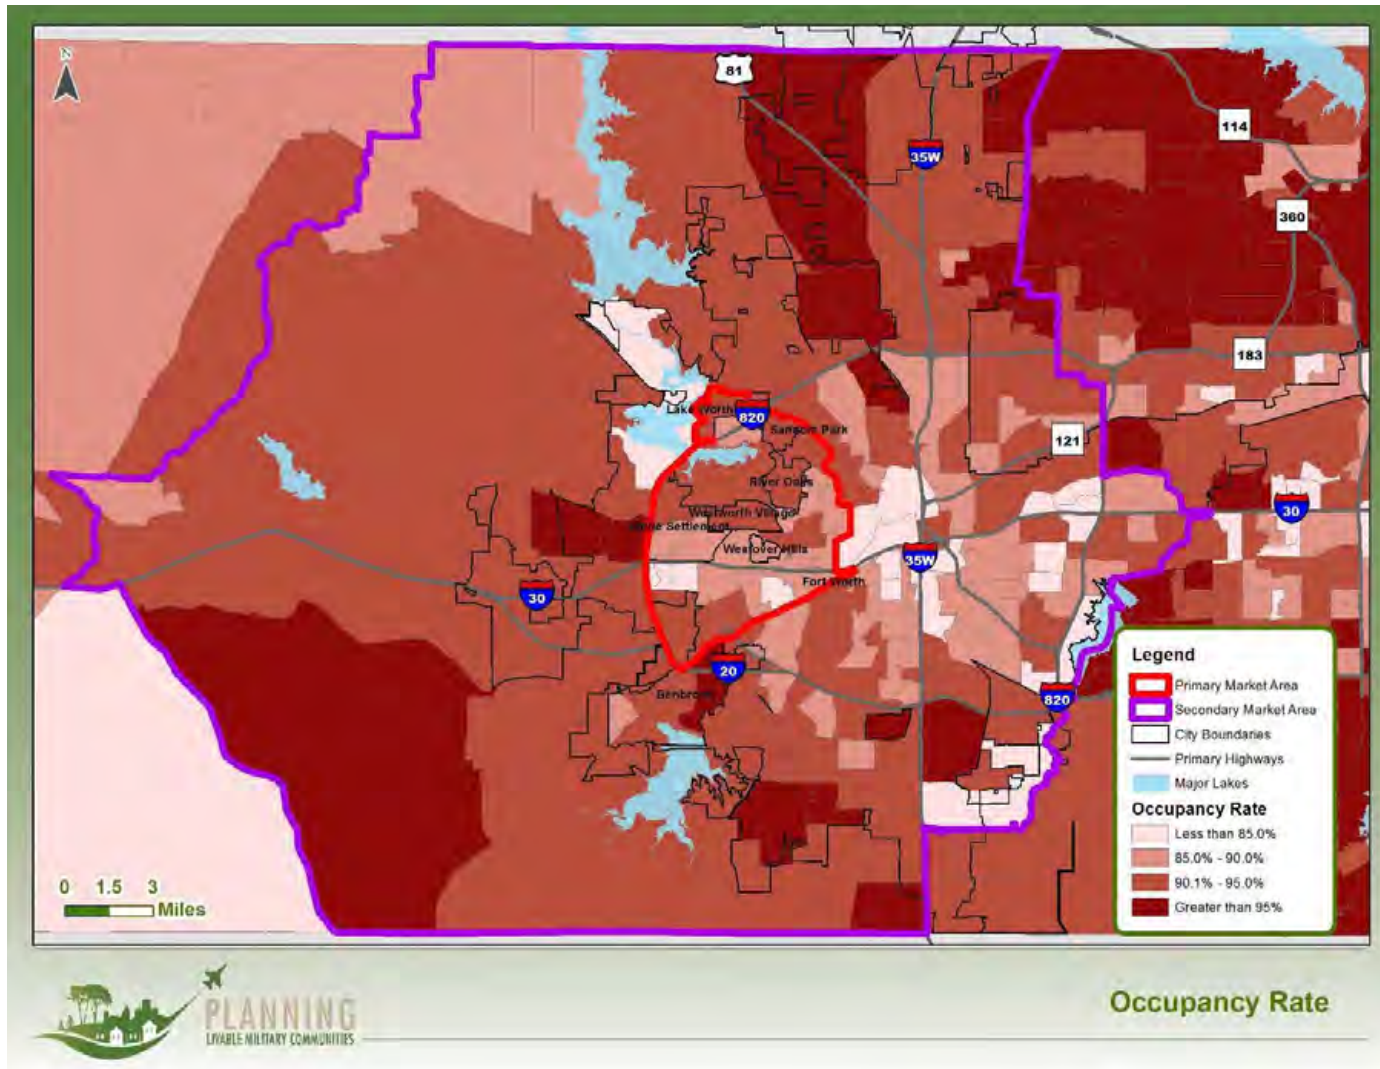 N
81
114
35W
360
183
Lake Worth
820
Sansom Park
121
River Oaks
Westworth Village
30
White Settlement
Westover Hills
35W
Fort Worth
30
20
Benbrook
820
Legend
Primary Market Area
Secondary Market Area
City Boundaries
Primary Highways
Major Lakes
Occupancy Rate
Less than 85.0%
85.0% - 90.0%
90.1% - 95.0%
Greater than 95%
0 1.5 3
Miles
PLANNING
LIVABLE MILITARY COMMUNITIES
Occupancy Rate